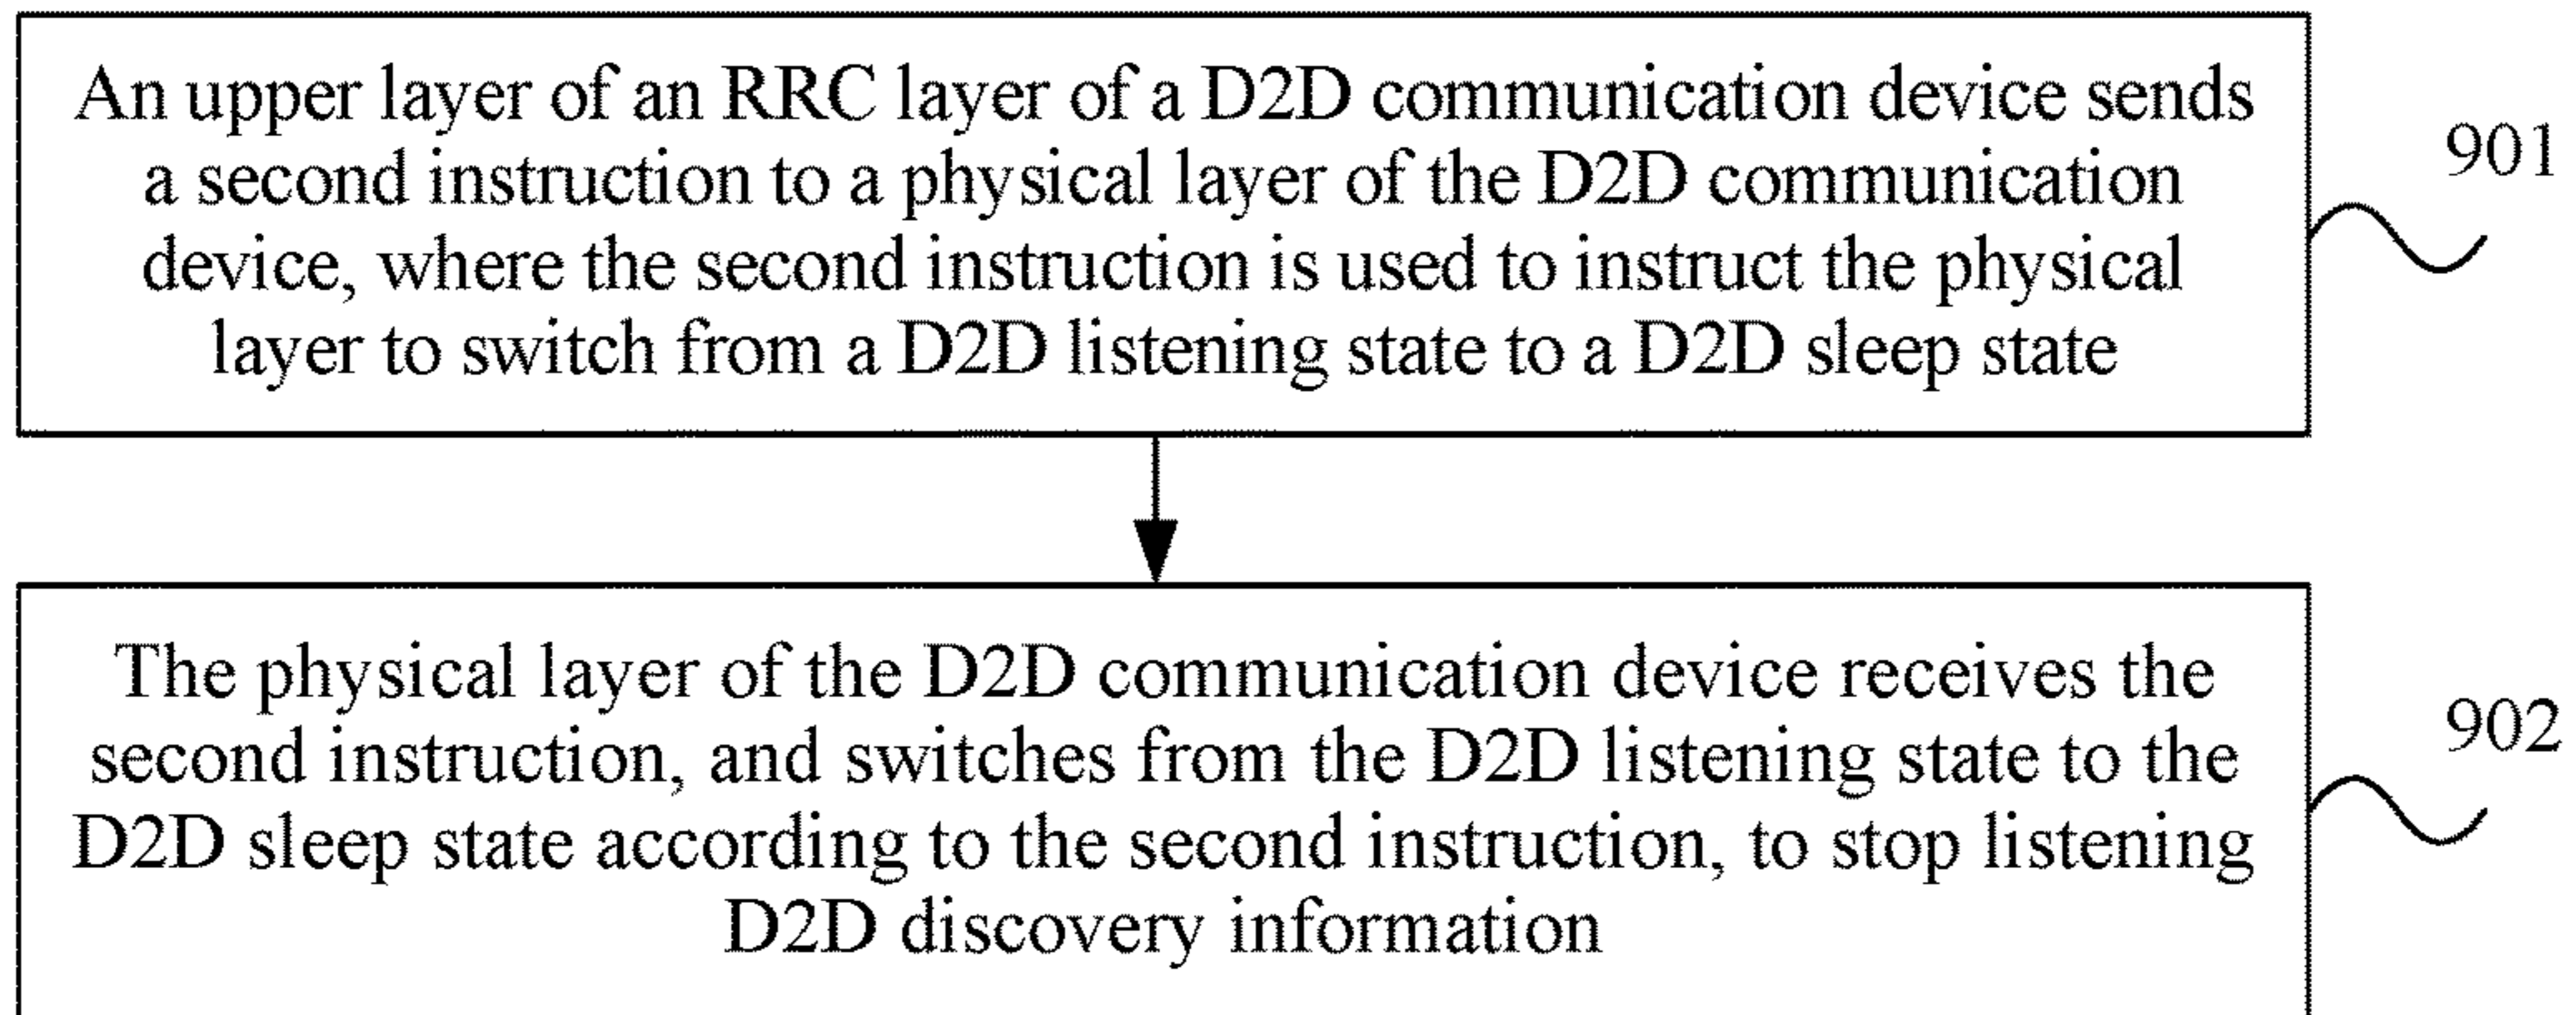 An upper layer of an RRC layer of a D2D communication device sends
a second instruction to a physical layer of the D2D communication
device, where the second instruction is used to instruct the physical
layer to switch from a D2D listening state to a D2D sleep state
901
The physical layer of the D2D communication device receives the
second instruction, and switches from the D2D listening state to the
D2D sleep state according to the second instruction, to stop listening
D2D discovery information
902